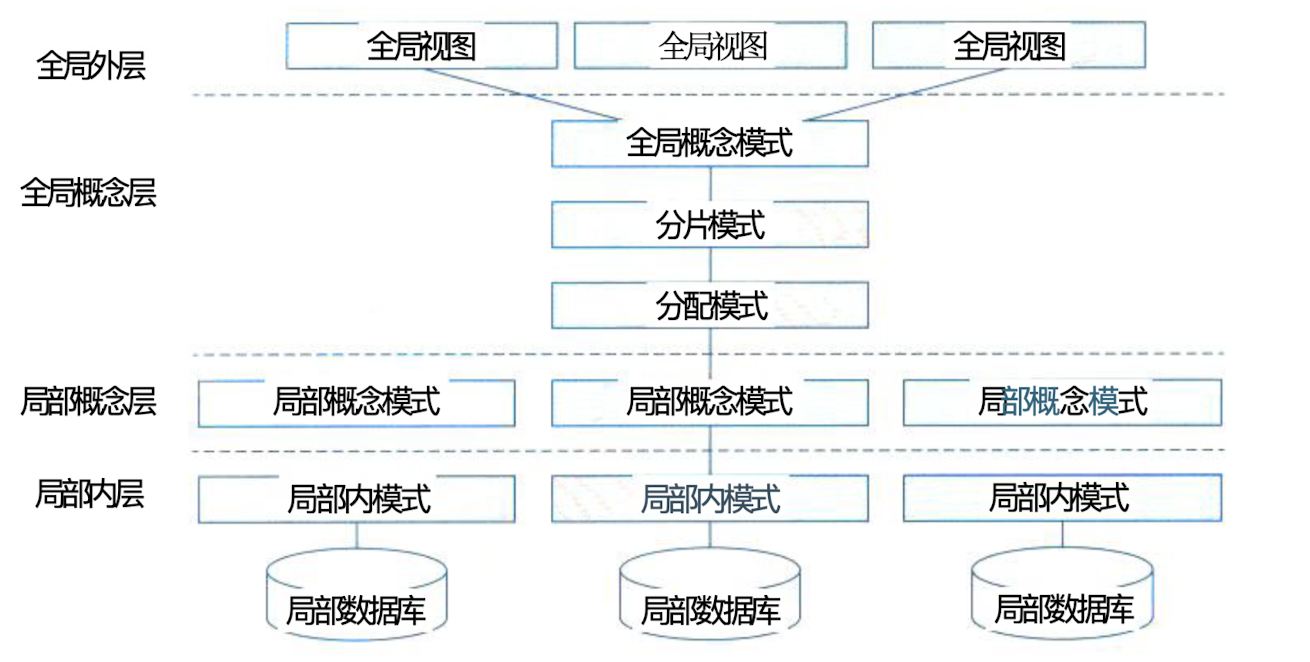 全局外层
全局视图
全局视图
全局视图
全局概念层
全局概念模式
分片模式
分配模式
局部概念层
局部概念模式
局部概念模式
局部概念模式
局部内层
局部内模式
局部内模式
局部内模式
局部数据库
局部数据库
局部数据库